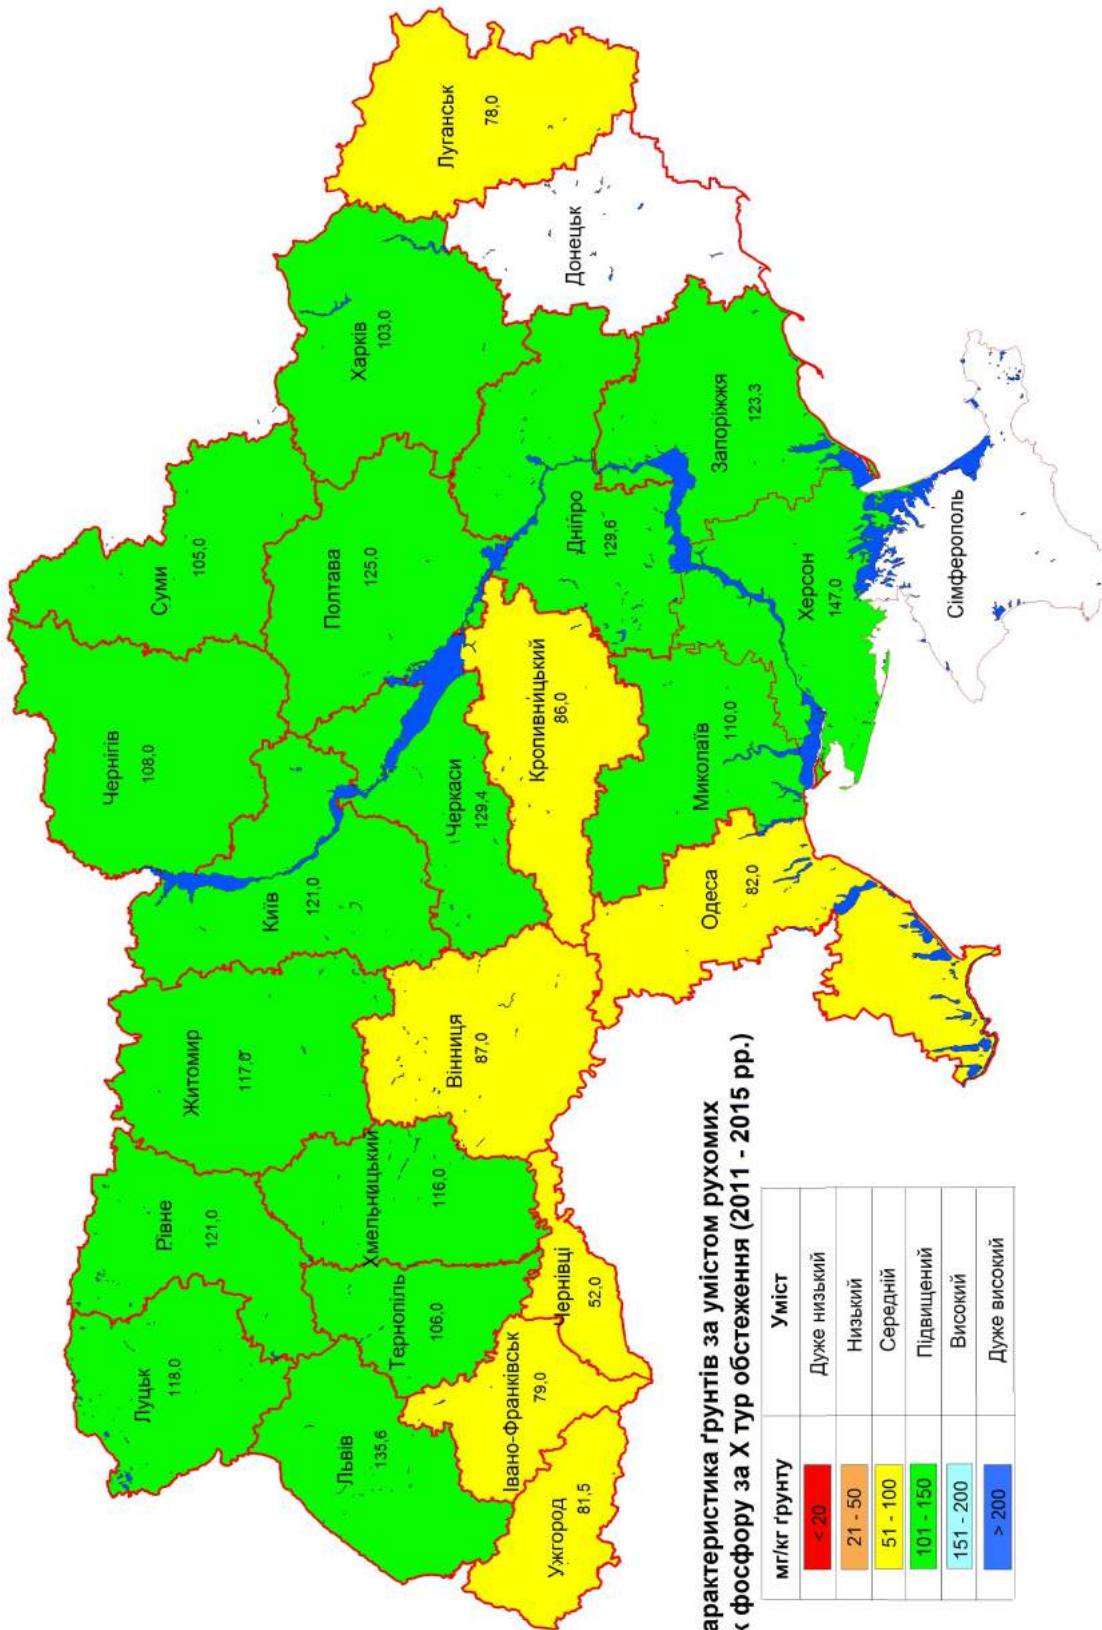 Луцьк
118,0
Рівне
121,0
Житомир
117,0
Київ
121,0
Чернігів
108,0
Суми
105,0
Львів
135,6
Тернопіль
106,0
Хмельницький
116,0
Вінниця
87,0
Черкаси
129,4
Полтава
125,0
Харків
103,0
Луганськ
78,0
Ужгород
81,5
Івано-Франківськ
79,0
Чернівці
52,0
Кропивницький
86,0
Дніпро
129,6
Донецьк
Одеса
82,0
Миколаїв
110,0
Херсон
147,0
Запоріжжя
123,3
Сімферополь
арактеристика ґрунтів за умістом рухомих
фосфору за X тур обстеження (2011 - 2015 рр.)
мг/кг ґрунту Уміст
< 20 Дуже низький
21 - 50 Низький
51 - 100 Середній
101 - 150 Підвищений
151 - 200 Високий
> 200 Дуже високий